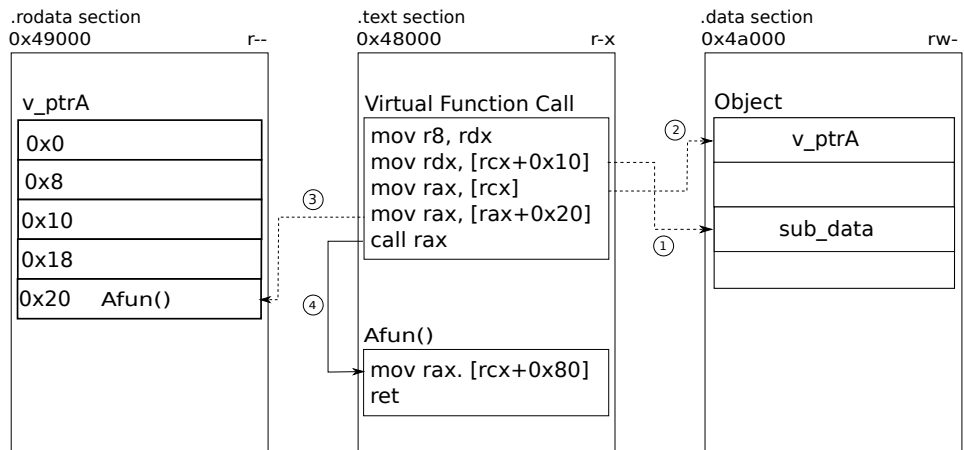 .rodata section
0x49000 r--
v_ptrA
0x0
0x8
0x10
0x18
0x20 Afun()
.text section
0x48000 r-x
Virtual Function Call
mov r8, rdx
mov rdx, [rcx+0x10]
mov rax, [rcx]
mov rax, [rax+0x20]
call rax
Afun()
mov rax. [rcx+0x80]
ret
3
4
.data section
0x4a000 rw-
Object
v_ptrA
sub_data
2
1